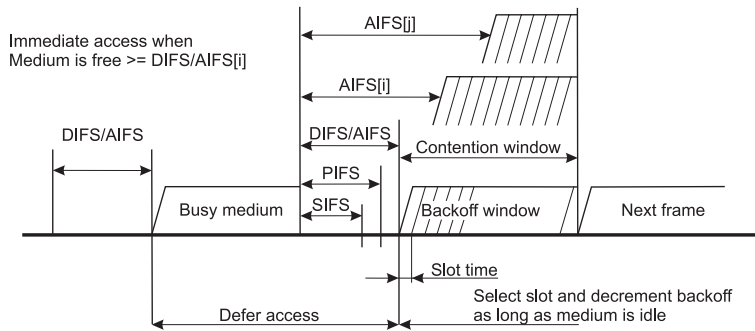 Immediate access when
Medium is free >= DIFS/AIFS[i]
AIFS[j]
AIFS[i]
DIFS/AIFS
DIFS/AIFS
Contention window
PIFS
SIFS
Busy medium
Backoff window
Next frame
Slot time
Defer access
Select slot and decrement backoff
as long as medium is idle